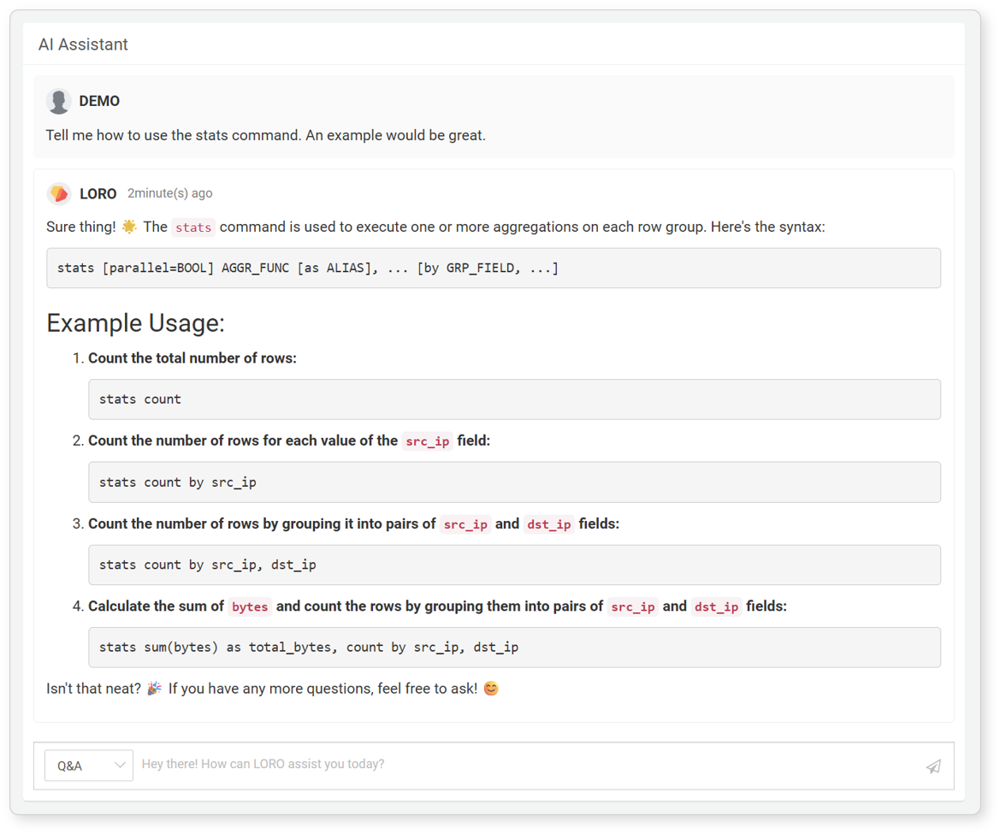 AI Assistant
DEMO
Tell me how to use the stats command. An example would be great.
LORO 2minute(s) ago
Sure thing! 🌟 The stats command is used to execute one or more aggregations on each row group. Here's the syntax:
stats [parallel=BOOL] AGGR_FUNC [as ALIAS], ... [by GRP_FIELD, ...]
Example Usage:
1. Count the total number of rows:
stats count
2. Count the number of rows for each value of the src_ip field:
stats count by src_ip
3. Count the number of rows by grouping it into pairs of src_ip and dst_ip fields:
stats count by src_ip, dst_ip
4. Calculate the sum of bytes and count the rows by grouping them into pairs of src_ip and dst_ip fields:
stats sum(bytes) as total_bytes, count by src_ip, dst_ip
Isn't that neat? 🎉 If you have any more questions, feel free to ask! 😊
Q&A Hey there! How can LORO assist you today?